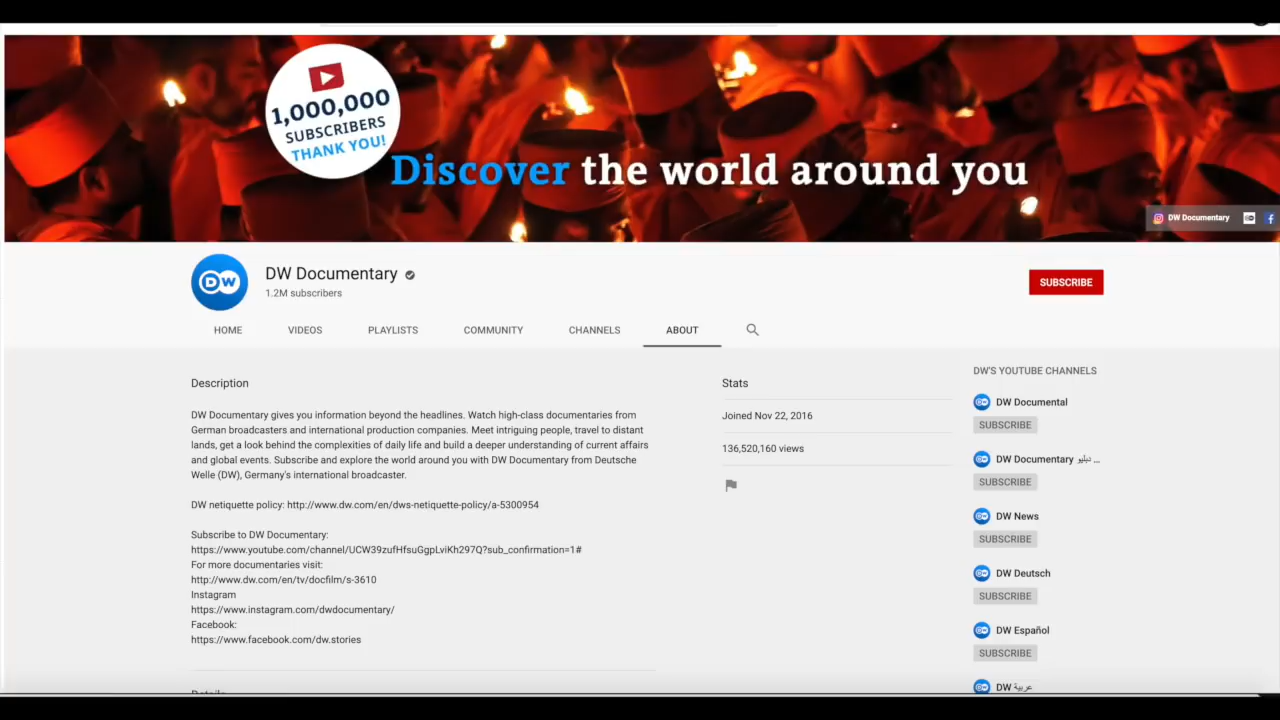 1,000,000
SUBSCRIBERS
THANK YOU!
Discover the world around you
DW Documentary
DW
DW Documentary
1.2M subscribers
SUBSCRIBE
HOME VIDEOS PLAYLISTS COMMUNITY CHANNELS ABOUT
Description
DW Documentary gives you information beyond the headlines. Watch high-class documentaries from
German broadcasters and international production companies. Meet intriguing people, travel to distant
lands, get a look behind the complexities of daily life and build a deeper understanding of current affairs
and global events. Subscribe and explore the world around you with DW Documentary from Deutsche
Welle (DW), Germany's international broadcaster.
DW netiquette policy: http://www.dw.com/en/dws-netiquette-policy/a-5300954
Subscribe to DW Documentary:
https://www.youtube.com/channel/UCW39zufHfsuGgpLviKh297Q?sub_confirmation=1#
For more documentaries visit:
http://www.dw.com/en/tv/docfilm/s-3610
Instagram
https://www.instagram.com/dwdocumentary/
Facebook:
https://www.facebook.com/dw.stories
Details
Stats
Joined Nov 22, 2016
136,520,160 views
DW'S YOUTUBE CHANNELS
DW Documental
SUBSCRIBE
DW Documentary دبليو ...
SUBSCRIBE
DW News
SUBSCRIBE
DW Deutsch
SUBSCRIBE
DW Español
SUBSCRIBE
DW عربية